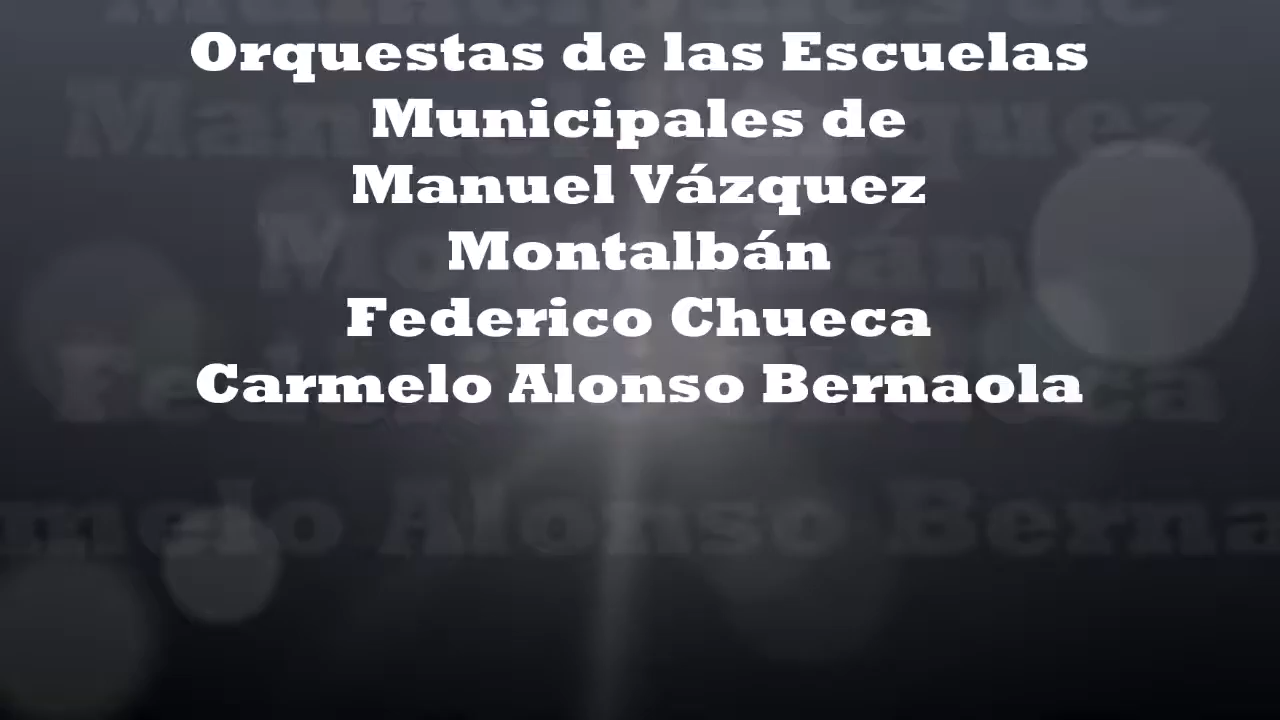 Orquestas de las Escuelas
Municipales de
Manuel Vázquez
Montalbán
Federico Chueca
Carmelo Alonso Bernaola